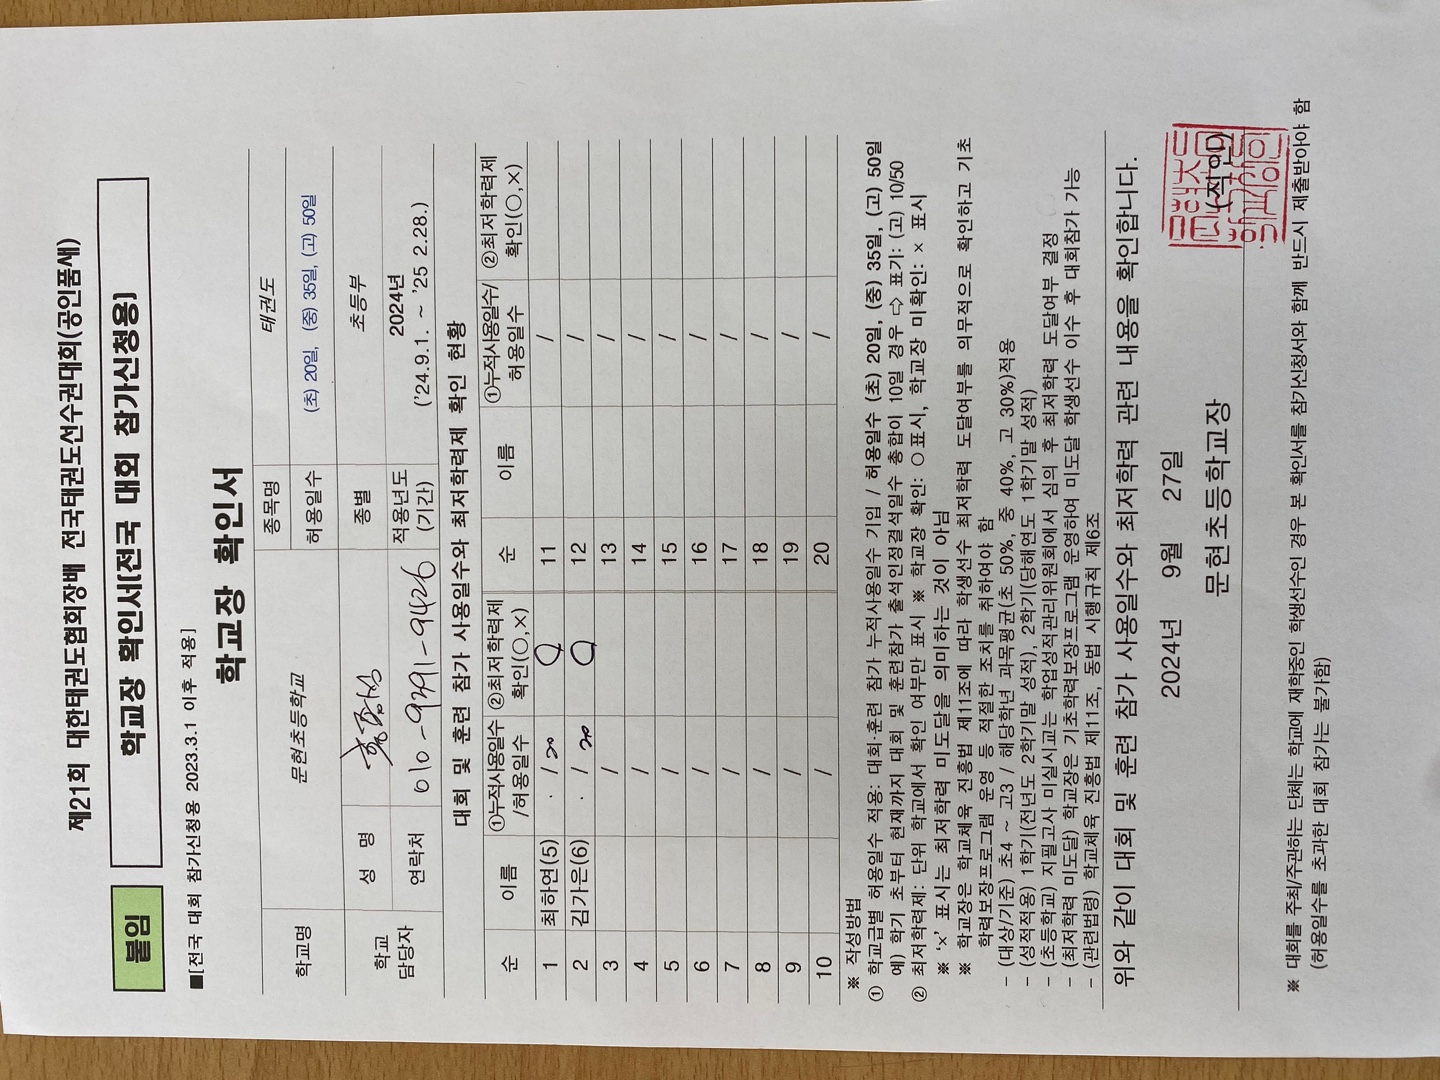 제21회 대한태권도협회장배 전국태권도선수권대회(공인품새)
붙임 학교장 확인서[전국 대회 참가신청용]
■[전국 대회 참가신청용 2023.3.1 이후 적용]
학교장 확인서
학교명 문현초등학교 종목명 태권도
허용일수 (초) 20일, (중) 35일, (고) 50일
학교 담당자 성 명 종별 초등부
연락처 010-9391-9426 적용년도 (기간) 2024년 ('24.9.1. ~ '25 2.28.)
대회 및 훈련 참가 사용일수와 최저학력제 확인 현황
순 이름 ①누적사용일수/허용일수 ②최저학력제 확인(○,×) 순 이름 ①누적사용일수/허용일수 ②최저학력제 확인(○,×)
1 최하연(5) · / 20 ○ 11 /
2 김가은(6) · / 20 ○ 12 /
3 / 13 /
4 / 14 /
5 / 15 /
6 / 16 /
7 / 17 /
8 / 18 /
9 / 19 /
10 / 20 /
※ 작성방법
① 학교급별 허용일수 적용: 대회·훈련 참가 누적사용일수 기입 / 허용일수 (초) 20일, (중) 35일, (고) 50일
예) 학기 초부터 현재까지 대회 및 훈련참가 출석인정결석일수 총합이 10일 경우 ⇨ 표기: (고) 10/50
② 최저학력제: 단위 학교에서 확인 여부만 표시 ※ 학교장 확인: ○표시, 학교장 미확인: × 표시
※ '×' 표시는 최저학력 미도달을 의미하는 것이 아님
※ 학교장은 학교체육 진흥법 제11조에 따라 학생선수 최저학력 도달여부를 의무적으로 확인하고 기초
학력보장프로그램 운영 등 적절한 조치를 취하여야 함
- (대상/기준) 초4 ~ 고3 / 해당학년 과목평균(초 50%, 중 40%, 고 30%)적용
- (성적적용) 1학기(전년도 2학기말 성적), 2학기(당해연도 1학기말 성적)
- (초등학교) 지필고사 미실시교는 학업성적관리위원회에서 심의 후 최저학력 도달여부 결정
- (최저학력 미도달) 학교장은 기초학력보장프로그램 운영하여 미도달 학생선수 이수 후 대회참가 가능
- (관련법령) 학교체육 진흥법 제11조, 동법 시행규칙 제6조
위와 같이 대회 및 훈련 참가 사용일수와 최저학력 관련 내용을 확인합니다.
2024년 9월 27일
문현초등학교장 (직인)
※ 대회를 주최/주관하는 단체는 학교에 재학중인 학생선수인 경우 본 확인서를 참가신청서와 함께 반드시 제출받아야 함
(허용일수를 초과한 대회 참가는 불가함)